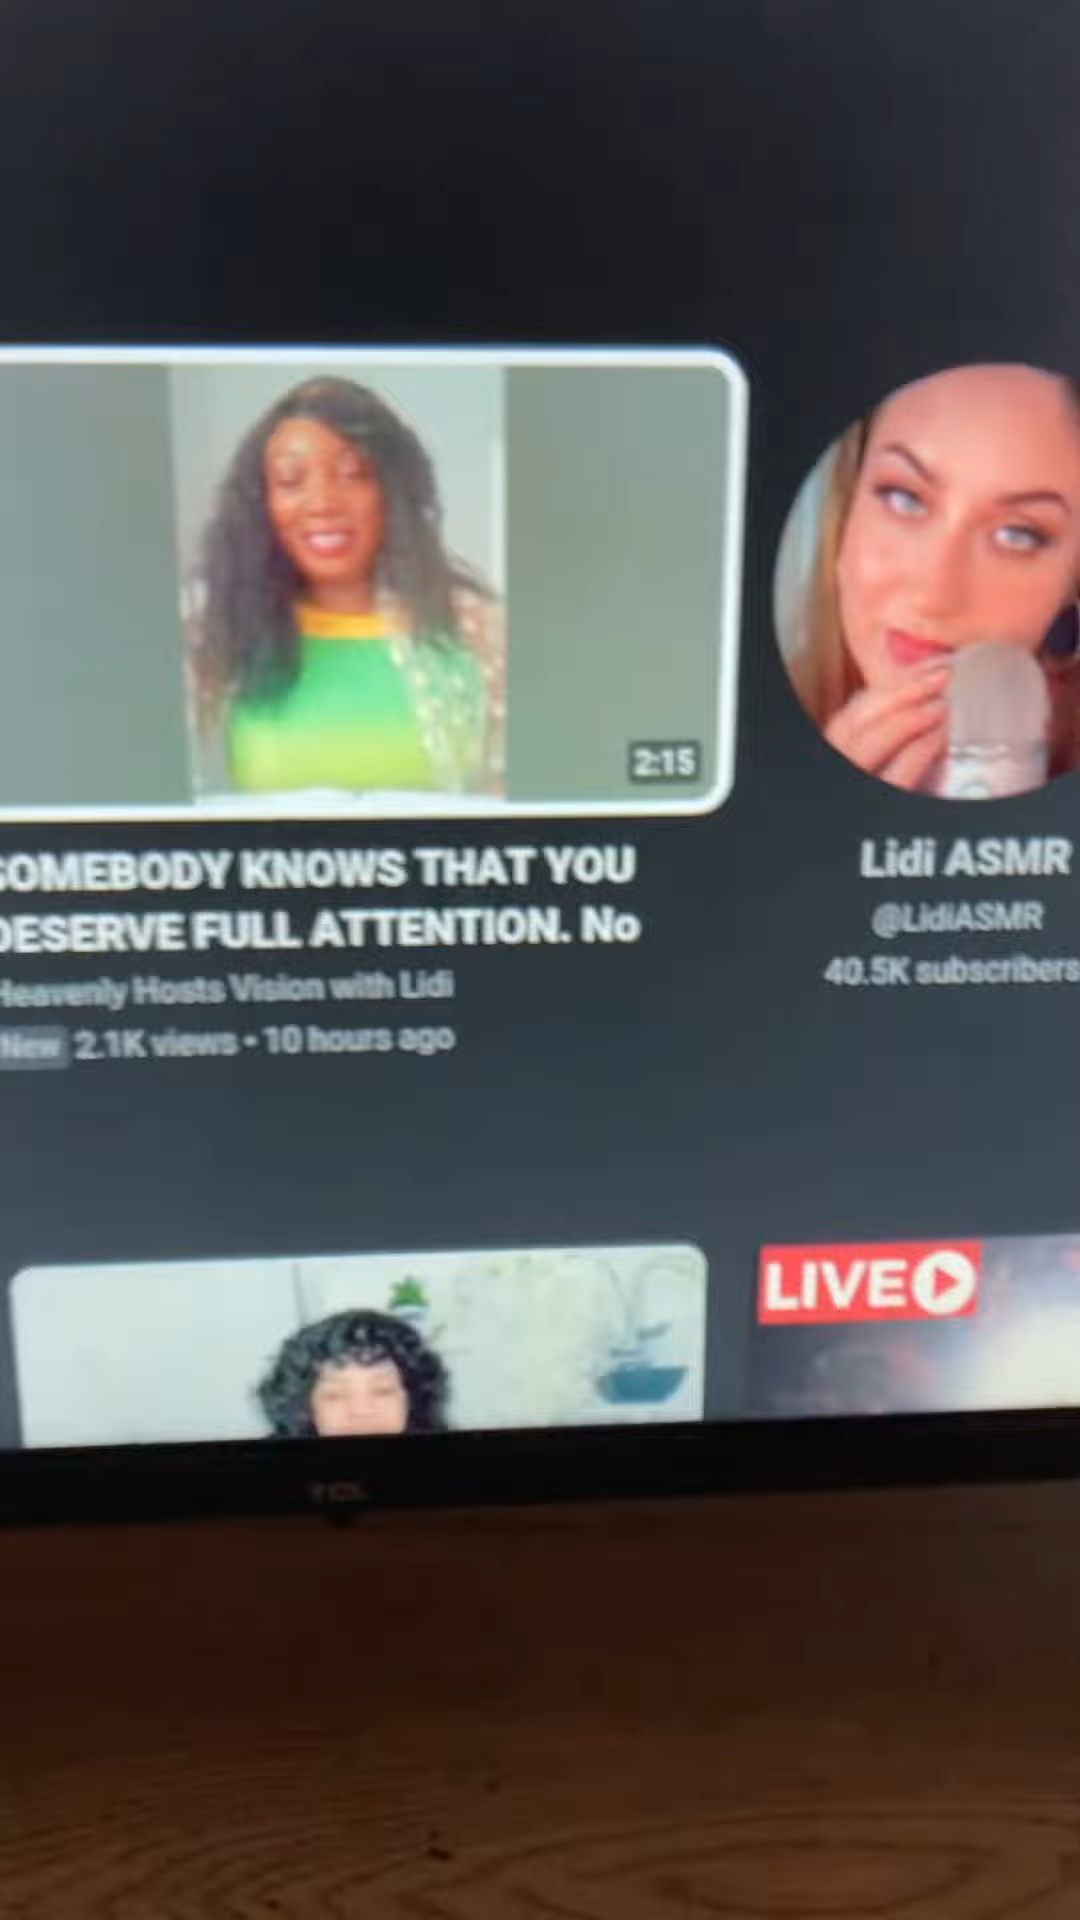 2:15
SOMEBODY KNOWS THAT YOU
DESERVE FULL ATTENTION. No
Heavenly Hosts Vision with Lidi
New 2.1K views • 10 hours ago
Lidi ASMR
@LidiASMR
40.5K subscribers
LIVE
TCL